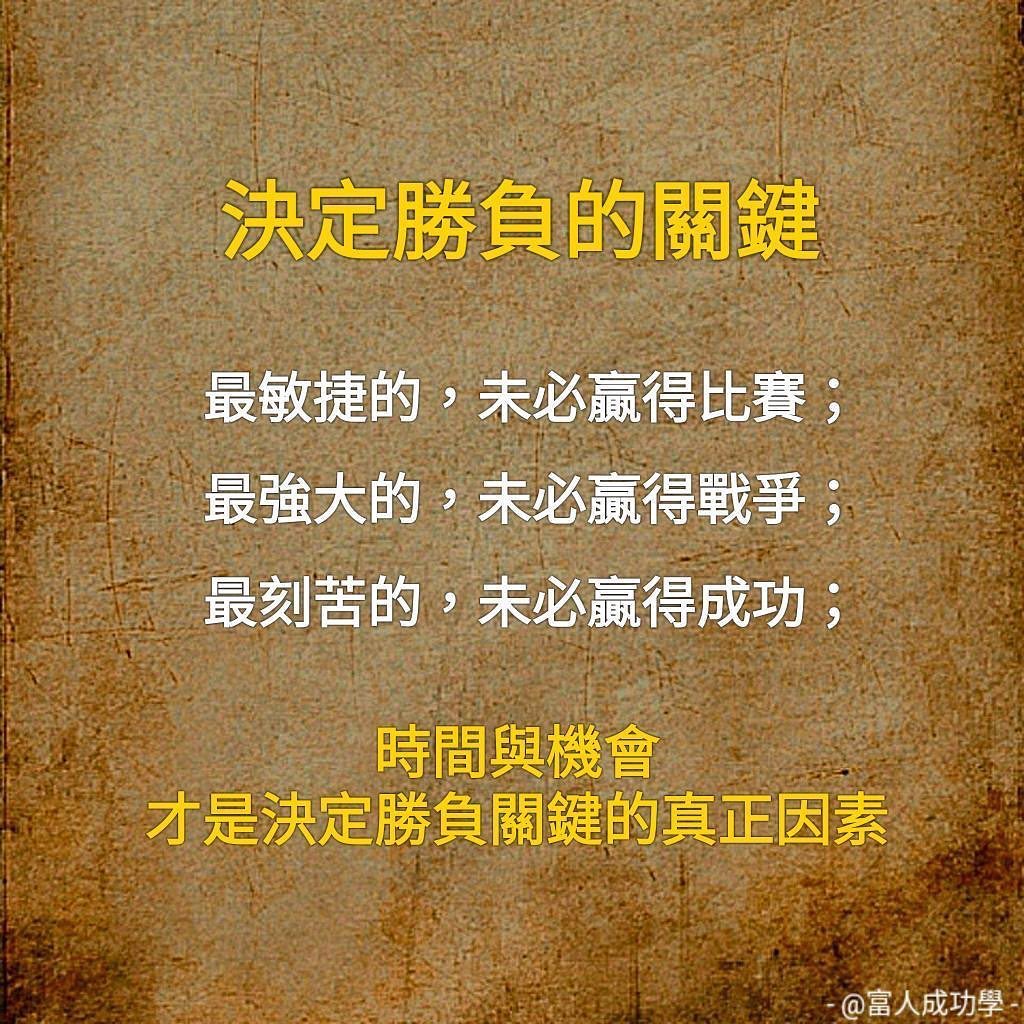 決定勝負的關鍵
最敏捷的，未必贏得比賽；
最強大的，未必贏得戰爭；
最刻苦的，未必贏得成功；
時間與機會
才是決定勝負關鍵的真正因素
- @富人成功學 -